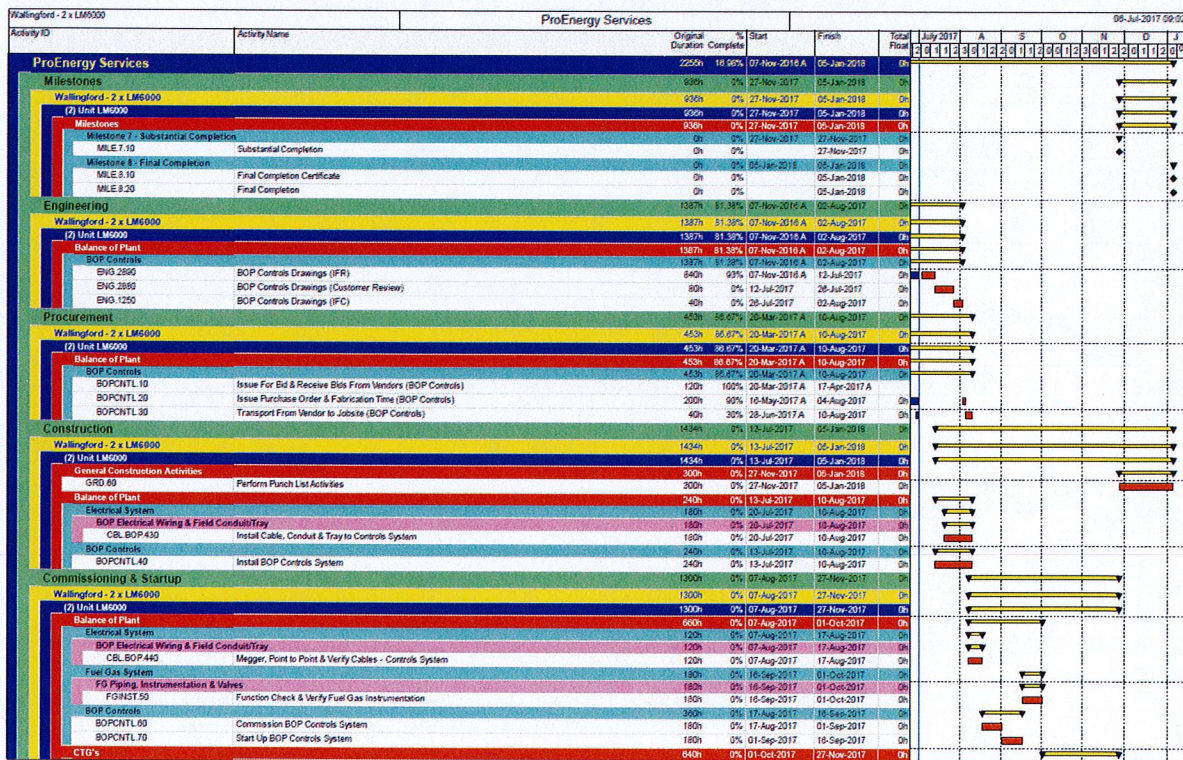 Wallingford - 2 x LM6000 ProEnergy Services 06-Jul-2017 09:02
Activity ID Activity Name Original Duration % Complete Start Finish Total Float July 2017 A S O N D J
ProEnergy Services 2255h 16.96% 07-Nov-2016 A 05-Jan-2018 0h
Milestones 936h 0% 27-Nov-2017 05-Jan-2018 0h
Wallingford - 2 x LM6000 936h 0% 27-Nov-2017 05-Jan-2018 0h
(2) Unit LM6000 936h 0% 27-Nov-2017 05-Jan-2018 0h
Milestones 936h 0% 27-Nov-2017 05-Jan-2018 0h
Milestone 7 - Substantial Completion 0h 0% 27-Nov-2017 27-Nov-2017 0h
MILE.7.10 Substantial Completion 0h 0% 27-Nov-2017 0h
Milestone 8 - Final Completion 0h 0% 05-Jan-2018 05-Jan-2018 0h
MILE.8.10 Final Completion Certificate 0h 0% 05-Jan-2018 0h
MILE.8.20 Final Completion 0h 0% 05-Jan-2018 0h
Engineering 1387h 81.38% 07-Nov-2016 A 02-Aug-2017 0h
Wallingford - 2 x LM6000 1387h 81.38% 07-Nov-2016 A 02-Aug-2017 0h
(2) Unit LM6000 1387h 81.38% 07-Nov-2016 A 02-Aug-2017 0h
Balance of Plant 1387h 81.38% 07-Nov-2016 A 02-Aug-2017 0h
BOP Controls 1387h 81.38% 07-Nov-2016 A 02-Aug-2017 0h
ENG.2890 BOP Controls Drawings (IFR) 840h 93% 07-Nov-2016 A 12-Jul-2017 0h
ENG.2880 BOP Controls Drawings (Customer Review) 80h 0% 12-Jul-2017 26-Jul-2017 0h
ENG.1250 BOP Controls Drawings (IFC) 40h 0% 26-Jul-2017 02-Aug-2017 0h
Procurement 453h 86.67% 20-Mar-2017 A 10-Aug-2017 0h
Wallingford - 2 x LM6000 453h 86.67% 20-Mar-2017 A 10-Aug-2017 0h
(2) Unit LM6000 453h 86.67% 20-Mar-2017 A 10-Aug-2017 0h
Balance of Plant 453h 86.67% 20-Mar-2017 A 10-Aug-2017 0h
BOP Controls 453h 86.67% 20-Mar-2017 A 10-Aug-2017 0h
BOPCNTL.10 Issue For Bid & Receive Bids From Vendors (BOP Controls) 120h 100% 20-Mar-2017 A 17-Apr-2017 A
BOPCNTL.20 Issue Purchase Order & Fabrication Time (BOP Controls) 200h 90% 16-May-2017 A 04-Aug-2017 0h
BOPCNTL.30 Transport From Vendor to Jobsite (BOP Controls) 40h 30% 28-Jun-2017 A 10-Aug-2017 0h
Construction 1434h 0% 13-Jul-2017 05-Jan-2018 0h
Wallingford - 2 x LM6000 1434h 0% 13-Jul-2017 05-Jan-2018 0h
(2) Unit LM6000 1434h 0% 13-Jul-2017 05-Jan-2018 0h
General Construction Activities 300h 0% 27-Nov-2017 05-Jan-2018 0h
GRD.60 Perform Punch List Activities 300h 0% 27-Nov-2017 05-Jan-2018 0h
Balance of Plant 240h 0% 13-Jul-2017 10-Aug-2017 0h
Electrical System 180h 0% 20-Jul-2017 10-Aug-2017 0h
BOP Electrical Wiring & Field Conduit/Tray 180h 0% 20-Jul-2017 10-Aug-2017 0h
CBL.BOP.430 Install Cable, Conduit & Tray to Controls System 180h 0% 20-Jul-2017 10-Aug-2017 0h
BOP Controls 240h 0% 13-Jul-2017 10-Aug-2017 0h
BOPCNTL.40 Install BOP Controls System 240h 0% 13-Jul-2017 10-Aug-2017 0h
Commissioning & Startup 1300h 0% 07-Aug-2017 27-Nov-2017 0h
Wallingford - 2 x LM6000 1300h 0% 07-Aug-2017 27-Nov-2017 0h
(2) Unit LM6000 1300h 0% 07-Aug-2017 27-Nov-2017 0h
Balance of Plant 660h 0% 07-Aug-2017 01-Oct-2017 0h
Electrical System 120h 0% 07-Aug-2017 17-Aug-2017 0h
BOP Electrical Wiring & Field Conduit/Tray 120h 0% 07-Aug-2017 17-Aug-2017 0h
CBL.BOP.440 Megger, Point to Point & Verify Cables - Controls System 120h 0% 07-Aug-2017 17-Aug-2017 0h
Fuel Gas System 180h 0% 16-Sep-2017 01-Oct-2017 0h
FG Piping, Instrumentation & Valves 180h 0% 16-Sep-2017 01-Oct-2017 0h
FGINST.50 Function Check & Verify Fuel Gas Instrumentation 180h 0% 16-Sep-2017 01-Oct-2017 0h
BOP Controls 360h 0% 17-Aug-2017 16-Sep-2017 0h
BOPCNTL.60 Commission BOP Controls System 180h 0% 17-Aug-2017 01-Sep-2017 0h
BOPCNTL.70 Start Up BOP Controls System 180h 0% 01-Sep-2017 16-Sep-2017 0h
CTG's 640h 0% 01-Oct-2017 27-Nov-2017 0h